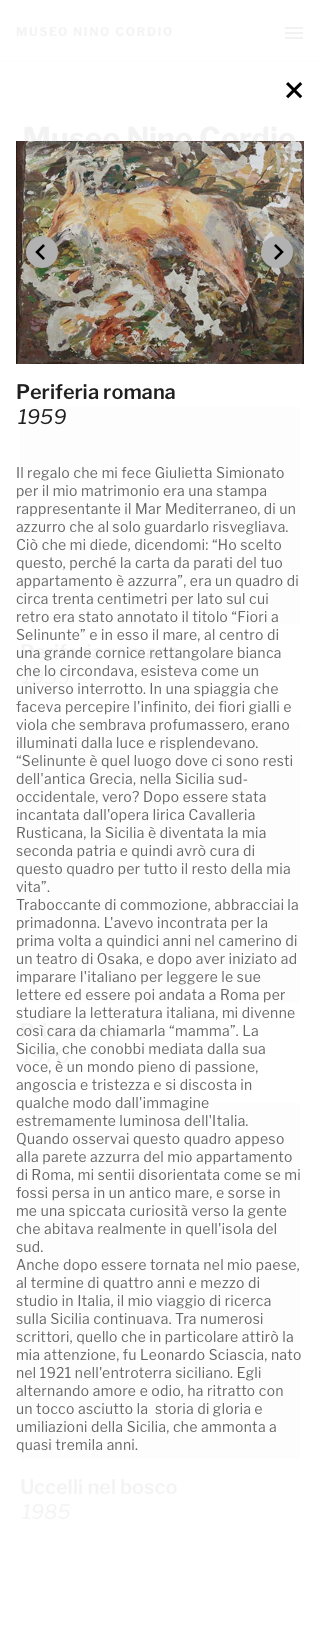 MUSEO NINO CORDIO
Museo Nino Cordio
Periferia romana
1959
Il regalo che mi fece Giulietta Simionato
per il mio matrimonio era una stampa
rappresentante il Mar Mediterraneo, di un
azzurro che al solo guardarlo risvegliava.
Ciò che mi diede, dicendomi: “Ho scelto
questo, perché la carta da parati del tuo
appartamento è azzurra”, era un quadro di
circa trenta centimetri per lato sul cui
retro era stato annotato il titolo “Fiori a
Selinunte” e in esso il mare, al centro di
una grande cornice rettangolare bianca
che lo circondava, esisteva come un
universo interrotto. In una spiaggia che
faceva percepire l’infinito, dei fiori gialli e
viola che sembrava profumassero, erano
illuminati dalla luce e risplendevano.
“Selinunte è quel luogo dove ci sono resti
dell'antica Grecia, nella Sicilia sud-
occidentale, vero? Dopo essere stata
incantata dall’opera lirica Cavalleria
Rusticana, la Sicilia è diventata la mia
seconda patria e quindi avrò cura di
questo quadro per tutto il resto della mia
vita”.
Traboccante di commozione, abbracciai la
primadonna. L'avevo incontrata per la
prima volta a quindici anni nel camerino di
un teatro di Osaka, e dopo aver iniziato ad
imparare l'italiano per leggere le sue
lettere ed essere poi andata a Roma per
studiare la letteratura italiana, mi divenne
così cara da chiamarla “mamma”. La
Sicilia, che conobbi mediata dalla sua
voce, è un mondo pieno di passione,
angoscia e tristezza e si discosta in
qualche modo dall’immagine
estremamente luminosa dell'Italia.
Quando osservai questo quadro appeso
alla parete azzurra del mio appartamento
di Roma, mi sentii disorientata come se mi
fossi persa in un antico mare, e sorse in
me una spiccata curiosità verso la gente
che abitava realmente in quell'isola del
sud.
Anche dopo essere tornata nel mio paese,
al termine di quattro anni e mezzo di
studio in Italia, il mio viaggio di ricerca
sulla Sicilia continuava. Tra numerosi
scrittori, quello che in particolare attirò la
mia attenzione, fu Leonardo Sciascia, nato
nel 1921 nell'entroterra siciliano. Egli
alternando amore e odio, ha ritratto con
un tocco asciutto la  storia di gloria e
umiliazioni della Sicilia, che ammonta a
quasi tremila anni.
Uccelli nel bosco
1985